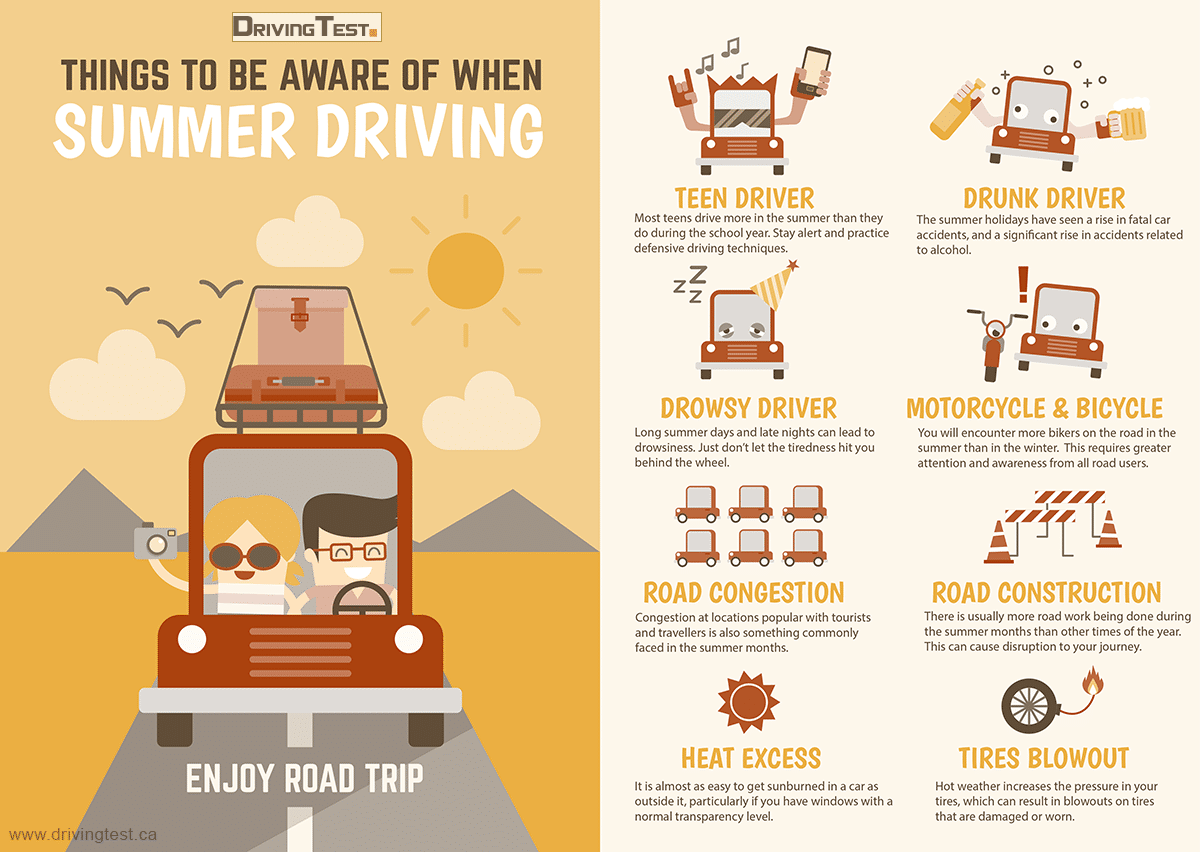 DRIVINGTEST.
THINGS TO BE AWARE OF WHEN
SUMMER DRIVING
ENJOY ROAD TRIP
www.drivingtest.ca
TEEN DRIVER
Most teens drive more in the summer than they
do during the school year. Stay alert and practice
defensive driving techniques.
DRUNK DRIVER
The summer holidays have seen a rise in fatal car
accidents, and a significant rise in accidents related
to alcohol.
Z
Z
Z
DROWSY DRIVER
Long summer days and late nights can lead to
drowsiness. Just don't let the tiredness hit you
behind the wheel.
!
MOTORCYCLE & BICYCLE
You will encounter more bikers on the road in the
summer than in the winter. This requires greater
attention and awareness from all road users.
ROAD CONGESTION
Congestion at locations popular with tourists
and travellers is also something commonly
faced in the summer months.
ROAD CONSTRUCTION
There is usually more road work being done during
the summer months than other times of the year.
This can cause disruption to your journey.
HEAT EXCESS
It is almost as easy to get sunburned in a car as
outside it, particularly if you have windows with a
normal transparency level.
TIRES BLOWOUT
Hot weather increases the pressure in your
tires, which can result in blowouts on tires
that are damaged or worn.